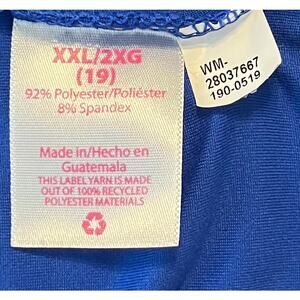 XXL/2XG
(19)
92% Polyester/Poliéster
8% Spandex
Made in/Hecho en
Guatemala
THIS LABEL YARN IS MADE
OUT OF 100% RECYCLED
POLYESTER MATERIALS
WM-
28037667
190-0519